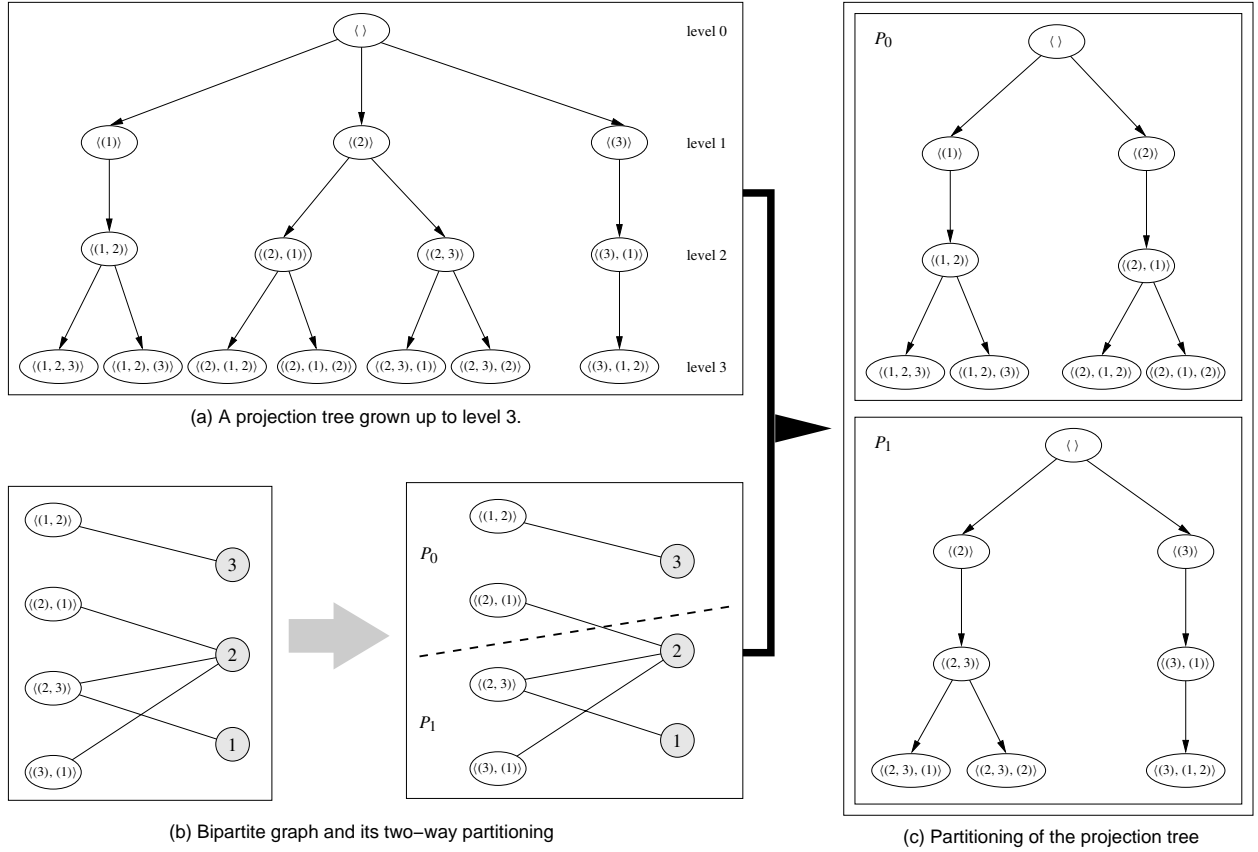 ⟨ ⟩ level 0
⟨(1)⟩ ⟨(2)⟩ ⟨(3)⟩ level 1
⟨(1, 2)⟩ ⟨(2), (1)⟩ ⟨(2, 3)⟩ ⟨(3), (1)⟩ level 2
⟨(1, 2, 3)⟩ ⟨(1, 2), (3)⟩ ⟨(2), (1, 2)⟩ ⟨(2), (1), (2)⟩ ⟨(2, 3), (1)⟩ ⟨(2, 3), (2)⟩ ⟨(3), (1, 2)⟩ level 3
(a) A projection tree grown up to level 3.
⟨(1, 2)⟩
3
⟨(2), (1)⟩
2
⟨(2, 3)⟩
1
⟨(3), (1)⟩
⟨(1, 2)⟩
P0
3
⟨(2), (1)⟩
2
⟨(2, 3)⟩
P1
1
⟨(3), (1)⟩
(b) Bipartite graph and its two−way partitioning
P0
⟨ ⟩
⟨(1)⟩ ⟨(2)⟩
⟨(1, 2)⟩ ⟨(2), (1)⟩
⟨(1, 2, 3)⟩ ⟨(1, 2), (3)⟩ ⟨(2), (1, 2)⟩ ⟨(2), (1), (2)⟩
P1
⟨ ⟩
⟨(2)⟩ ⟨(3)⟩
⟨(2, 3)⟩ ⟨(3), (1)⟩
⟨(2, 3), (1)⟩ ⟨(2, 3), (2)⟩ ⟨(3), (1, 2)⟩
(c) Partitioning of the projection tree